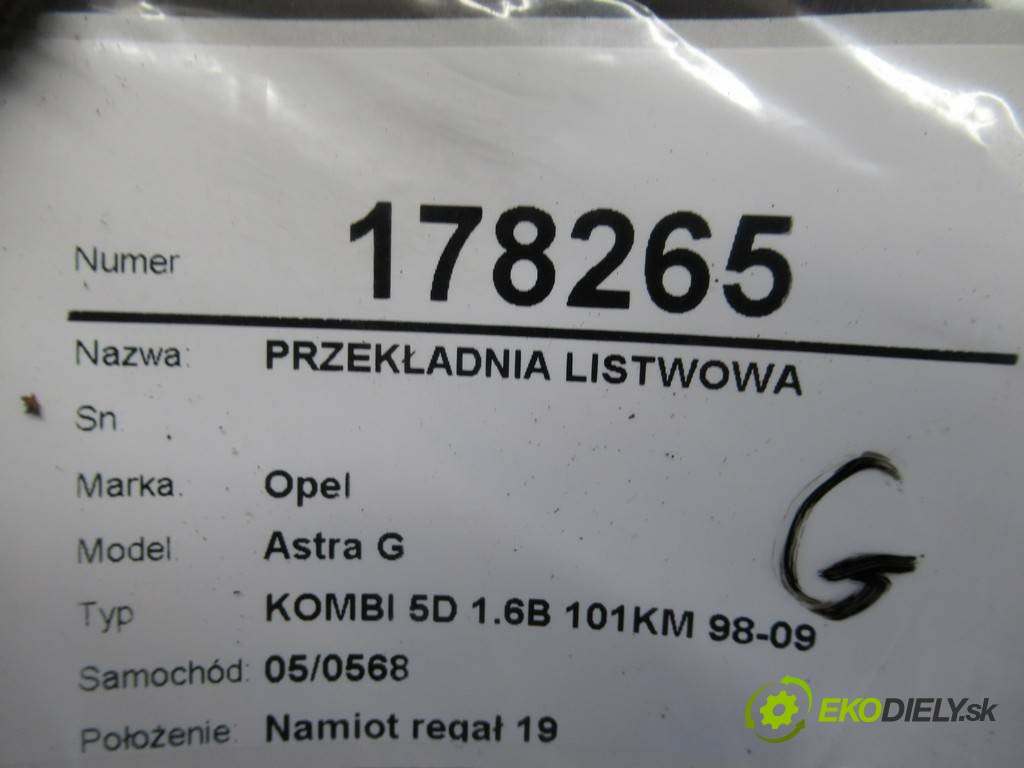 Numer 178265
Nazwa: PRZEKŁADNIA LISTWOWA
Sn
Marka: Opel
Model: Astra G
Typ KOMBI 5D 1.6B 101KM 98-09
Samochód: 05/0568
Położenie: Namiot regał 19
G
EKODIELY.sk